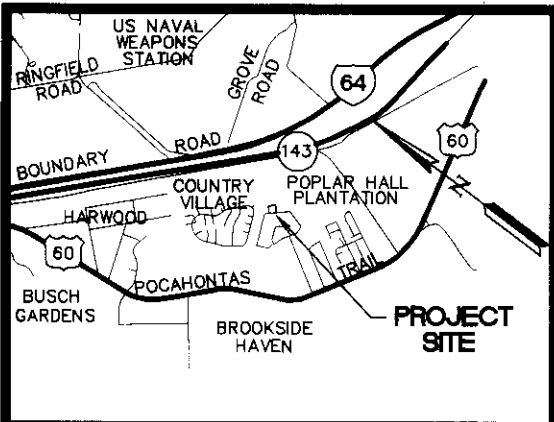 US NAVAL
WEAPONS
STATION
RINGFIELD
ROAD
GROVE
ROAD
64
BOUNDARY ROAD
143
60
COUNTRY
VILLAGE
POPLAR HALL
PLANTATION
N
HARWOOD
60
POCAHONTAS TRAIL
BUSCH
GARDENS
BROOKSIDE
HAVEN
PROJECT
SITE